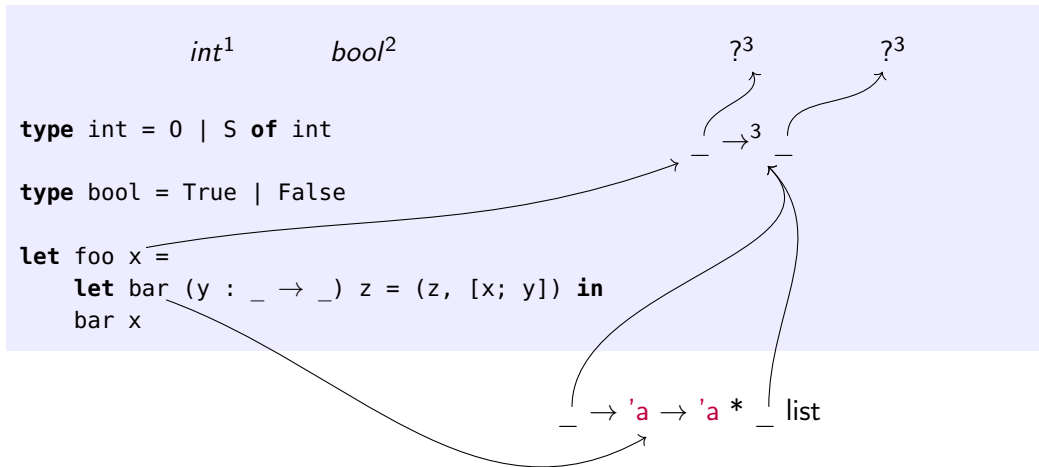 int¹ bool² ?³ ?³
type int = O | S of int
_ →³ _
type bool = True | False
let foo x =
let bar (y : _ → _) z = (z, [x; y]) in
bar x
_ → 'a → 'a * _ list